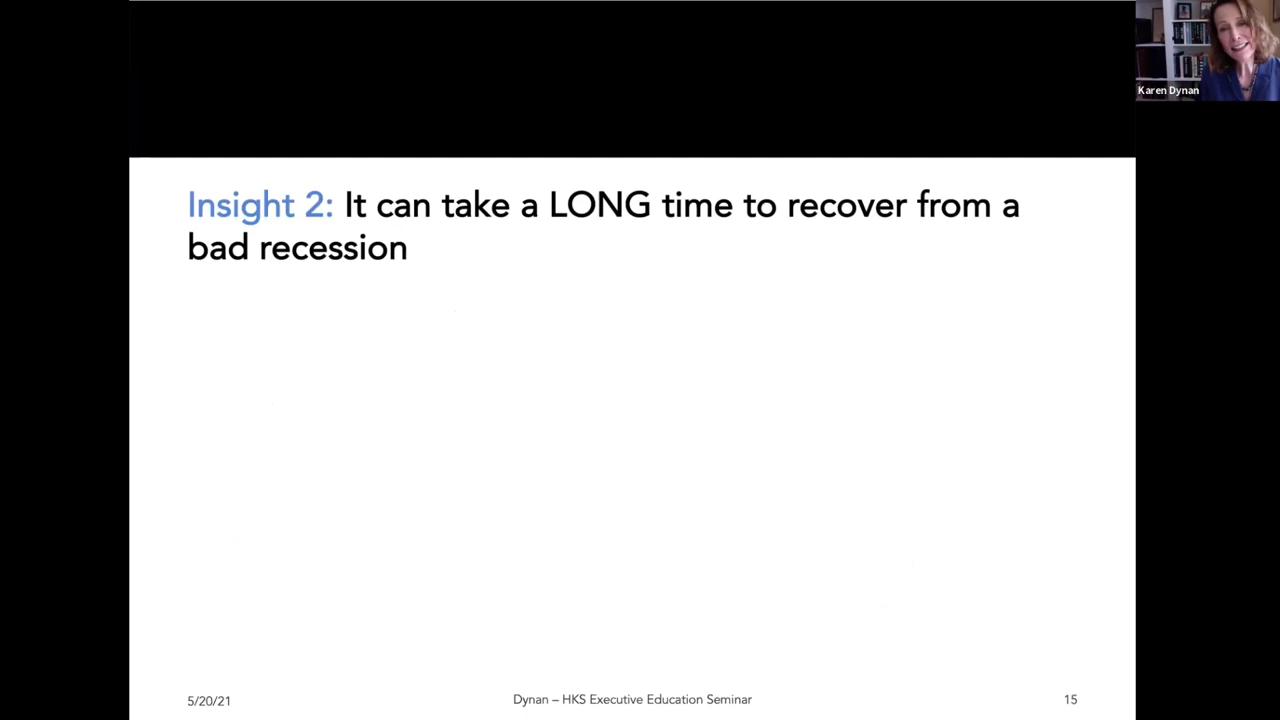 Karen Dynan
Insight 2: It can take a LONG time to recover from a
bad recession
5/20/21
Dynan – HKS Executive Education Seminar
15